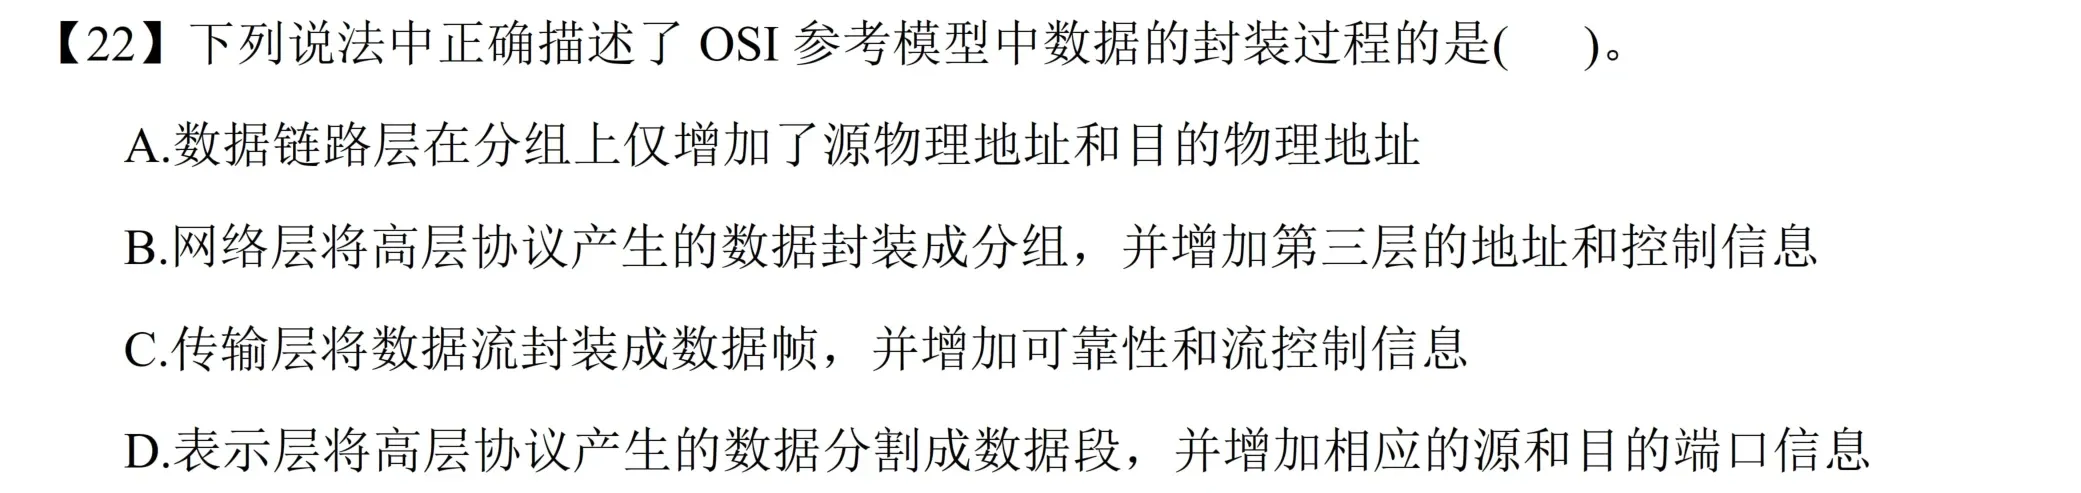 【22】下列说法中正确描述了 OSI 参考模型中数据的封装过程的是(    )。
A.数据链路层在分组上仅增加了源物理地址和目的物理地址
B.网络层将高层协议产生的数据封装成分组，并增加第三层的地址和控制信息
C.传输层将数据流封装成数据帧，并增加可靠性和流控制信息
D.表示层将高层协议产生的数据分割成数据段，并增加相应的源和目的端口信息